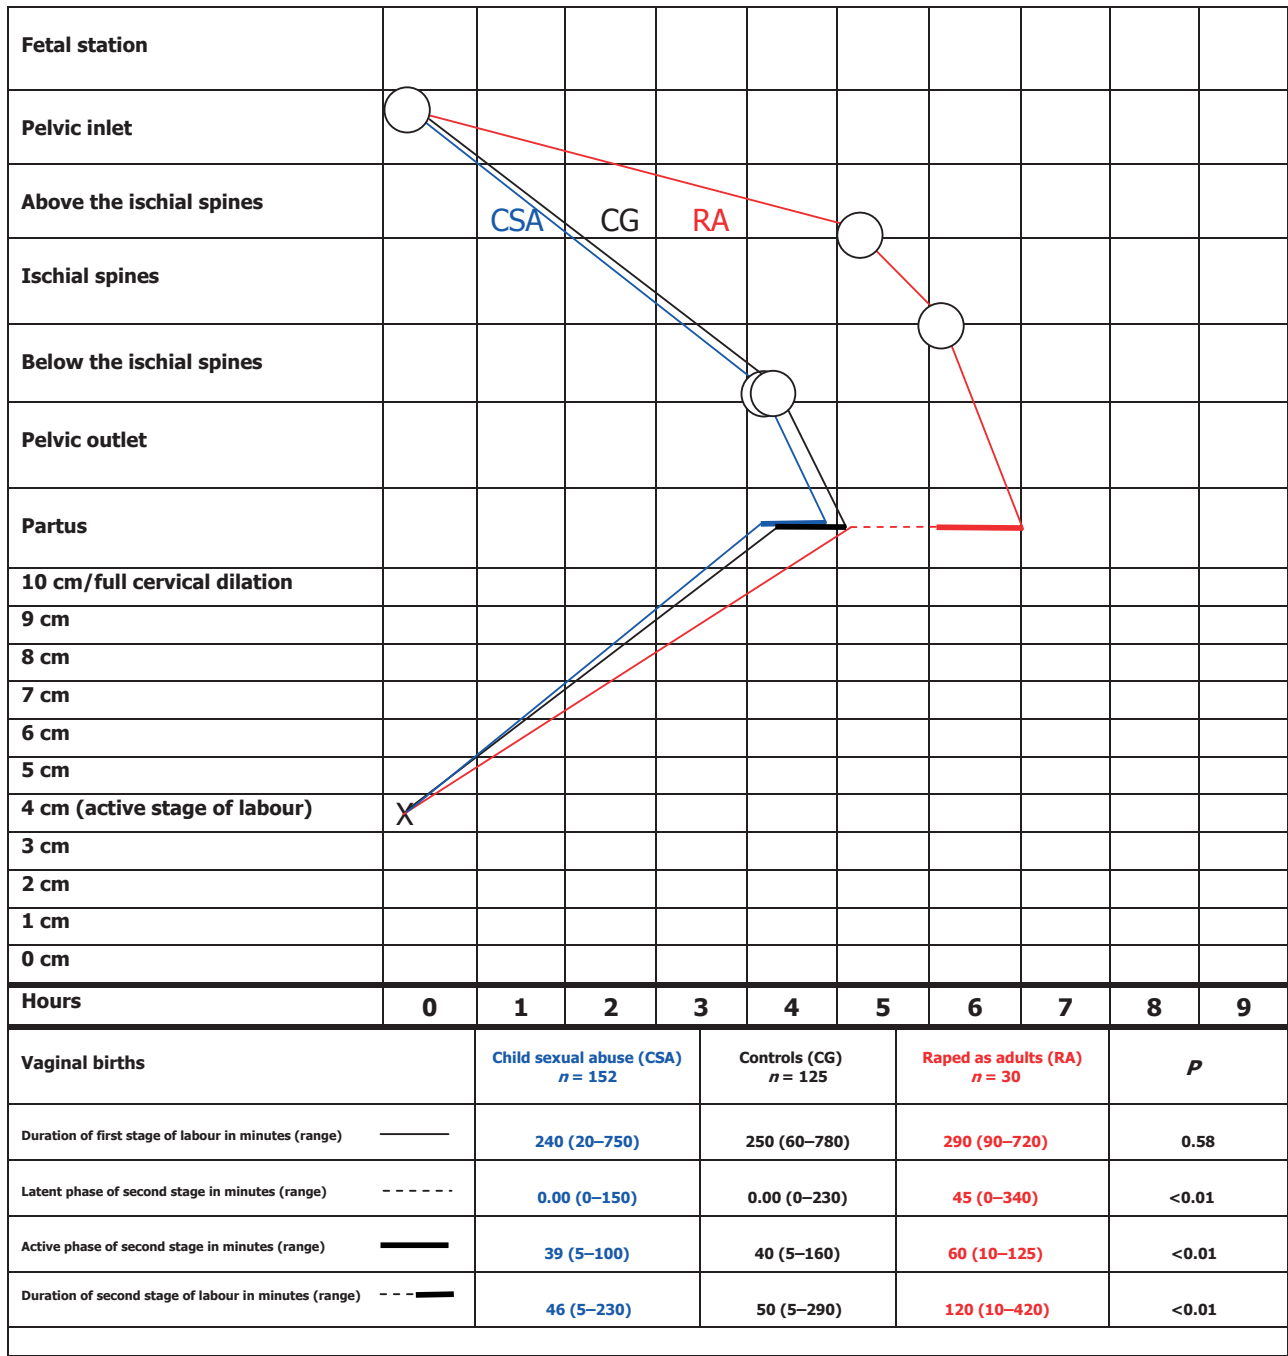 Fetal station
Pelvic inlet
Above the ischial spines
CSA CG RA
Ischial spines
Below the ischial spines
Pelvic outlet
Partus
10 cm/full cervical dilation
9 cm
8 cm
7 cm
6 cm
5 cm
4 cm (active stage of labour) X
3 cm
2 cm
1 cm
0 cm
Hours 0 1 2 3 4 5 6 7 8 9
Vaginal births Child sexual abuse (CSA) Controls (CG) Raped as adults (RA) P
n = 152 n = 125 n = 30
Duration of first stage of labour in minutes (range) 240 (20–750) 250 (60–780) 290 (90–720) 0.58
Latent phase of second stage in minutes (range) 0.00 (0–150) 0.00 (0–230) 45 (0–340) <0.01
Active phase of second stage in minutes (range) 39 (5–100) 40 (5–160) 60 (10–125) <0.01
Duration of second stage of labour in minutes (range) 46 (5–230) 50 (5–290) 120 (10–420) <0.01